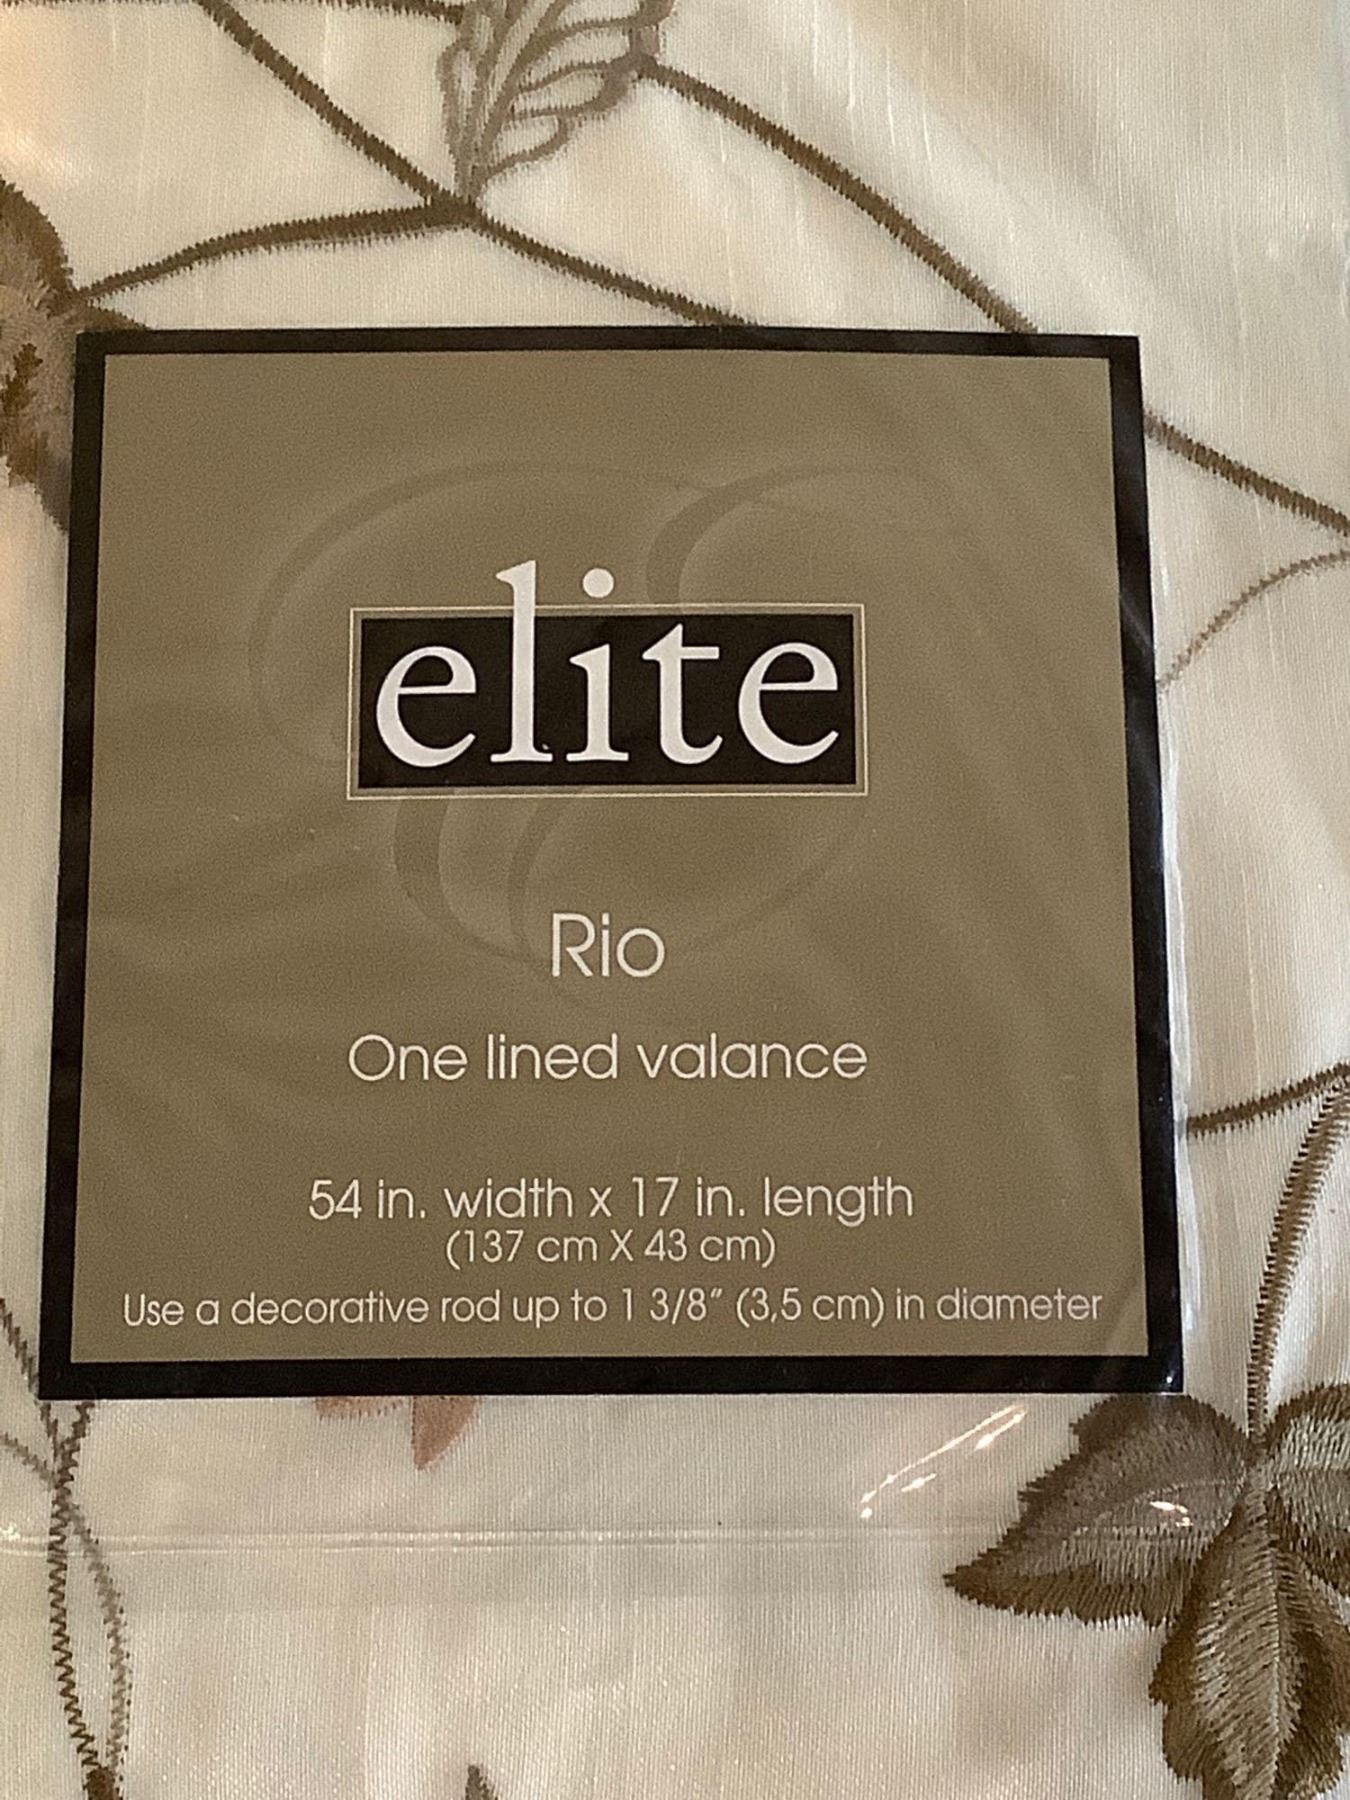 elite
Rio
One lined valance
54 in. width x 17 in. length
(137 cm X 43 cm)
Use a decorative rod up to 1 3/8" (3,5 cm) in diameter